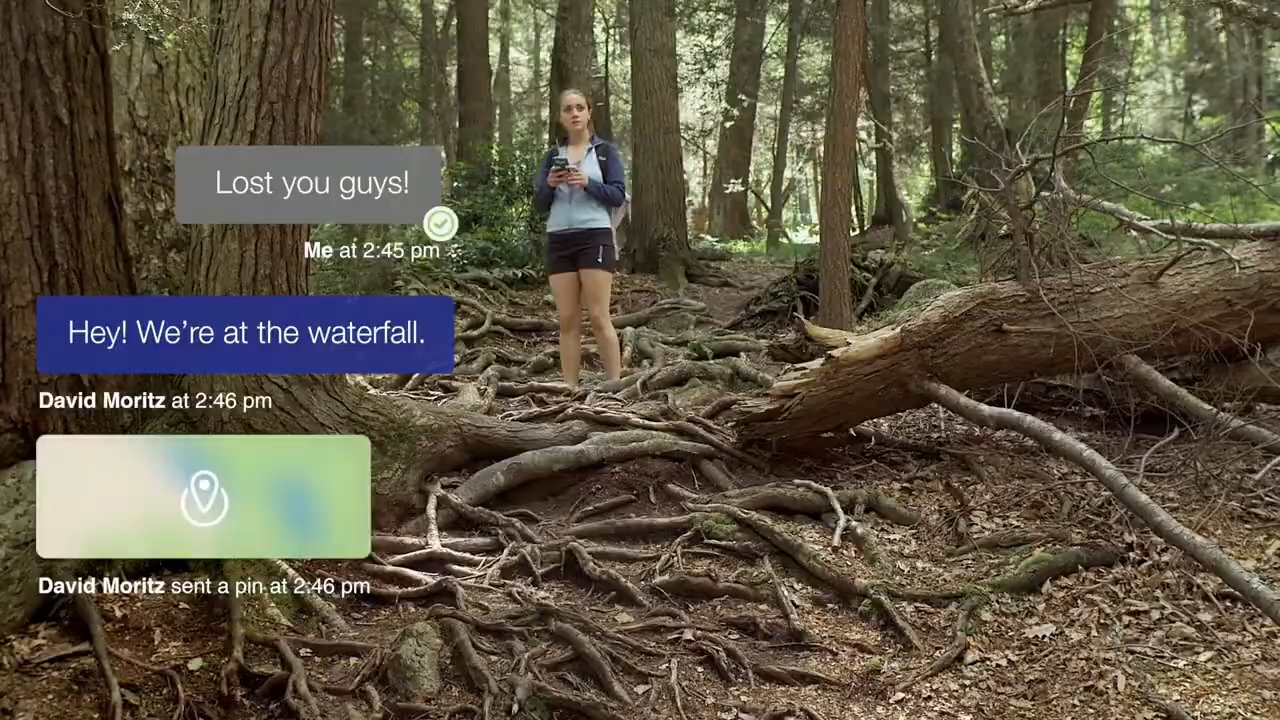 Lost you guys!
Me at 2:45 pm
Hey! We’re at the waterfall.
David Moritz at 2:46 pm
David Moritz sent a pin at 2:46 pm